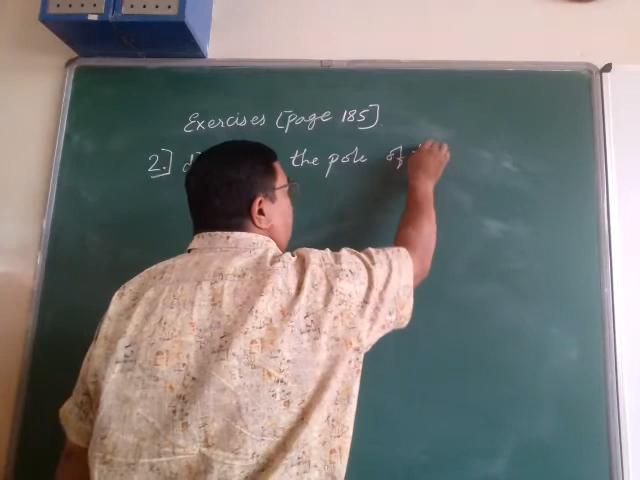 Exercises [page 185]
2.] the pole of